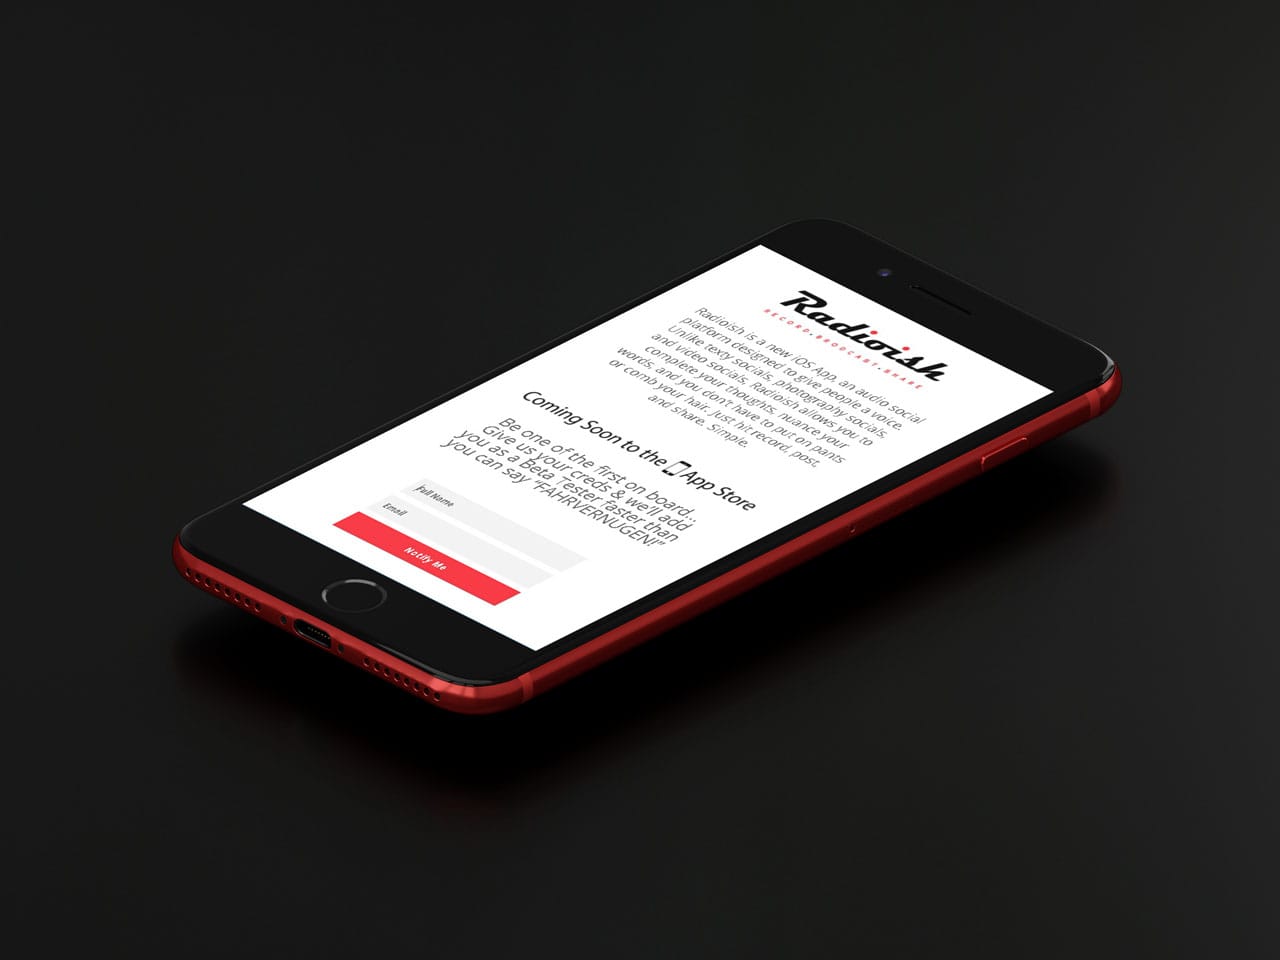 Radioish
RECORD.BRODCAST.SHARE
Radioish is a new iOS App, an audio social
platform designed to give people a voice.
Unlike texty socials, photography socials,
and video socials, Radioish allows you to
complete your thoughts, nuance your
words, and you don't have to put on pants
or comb your hair. Just hit record, post,
and share. Simple.
Coming Soon to the App Store
Be one of the first on board...
Give us your creds & we'll add
you as a Beta Tester faster than
you can say "FAHRVERNUGEN!"
Full Name
Email
Notify Me